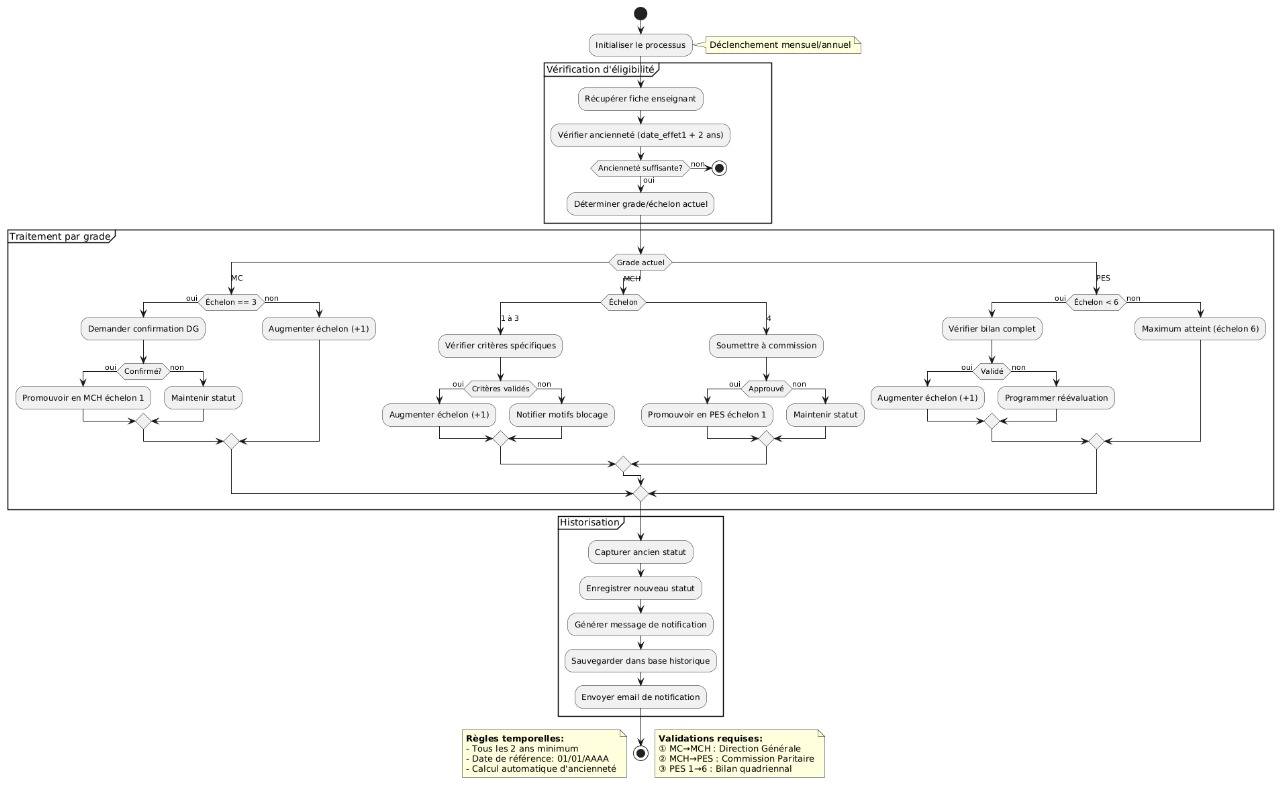 Initialiser le processus
Déclenchement mensuel/annuel
Vérification d'éligibilité
Récupérer fiche enseignant
Vérifier ancienneté (date_effet1 + 2 ans)
Ancienneté suffisante?
non
oui
Déterminer grade/échelon actuel
Traitement par grade
Grade actuel
MC
MCH
PES
oui
Échelon == 3
non
Demander confirmation DG
Augmenter échelon (+1)
oui
Confirmé?
non
Promouvoir en MCH échelon 1
Maintenir statut
Échelon
1 à 3
4
Vérifier critères spécifiques
Soumettre à commission
oui
Critères validés
non
Augmenter échelon (+1)
Notifier motifs blocage
oui
Approuvé
non
Promouvoir en PES échelon 1
Maintenir statut
oui
Échelon < 6
non
Vérifier bilan complet
Maximum atteint (échelon 6)
oui
Validé
non
Augmenter échelon (+1)
Programmer réévaluation
Historisation
Capturer ancien statut
Enregistrer nouveau statut
Générer message de notification
Sauvegarder dans base historique
Envoyer email de notification
Règles temporelles:
- Tous les 2 ans minimum
- Date de référence: 01/01/AAAA
- Calcul automatique d'ancienneté
Validations requises:
① MC→MCH : Direction Générale
② MCH→PES : Commission Paritaire
③ PES 1→6 : Bilan quadriennal